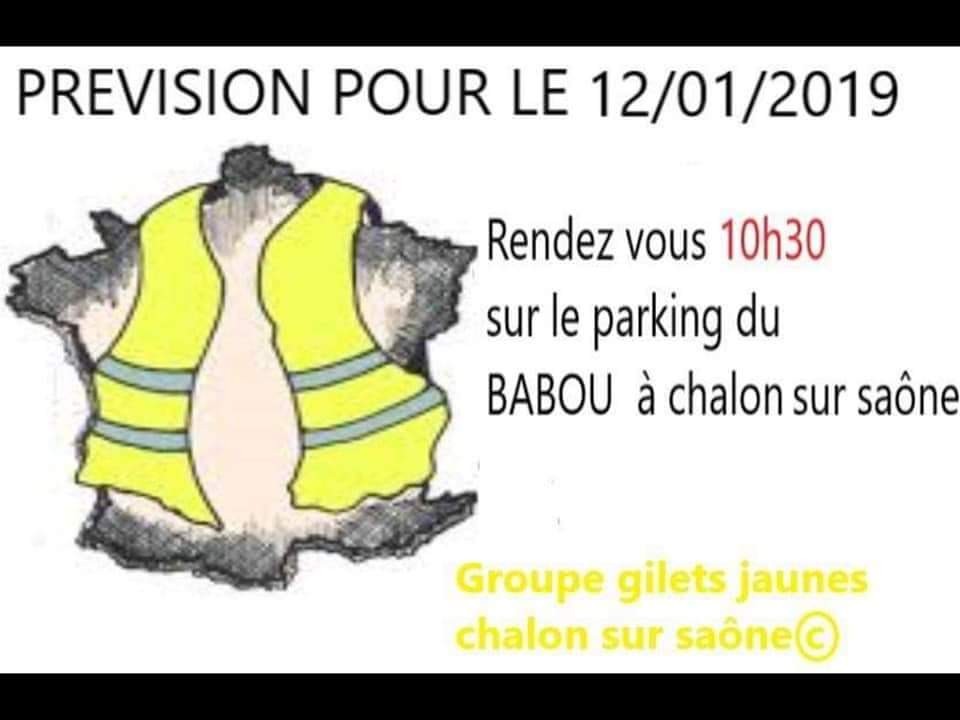 PREVISION POUR LE 12/01/2019
Rendez vous 10h30
sur le parking du
BABOU à chalon sur saône
Groupe gilets jaunes
chalon sur saône©